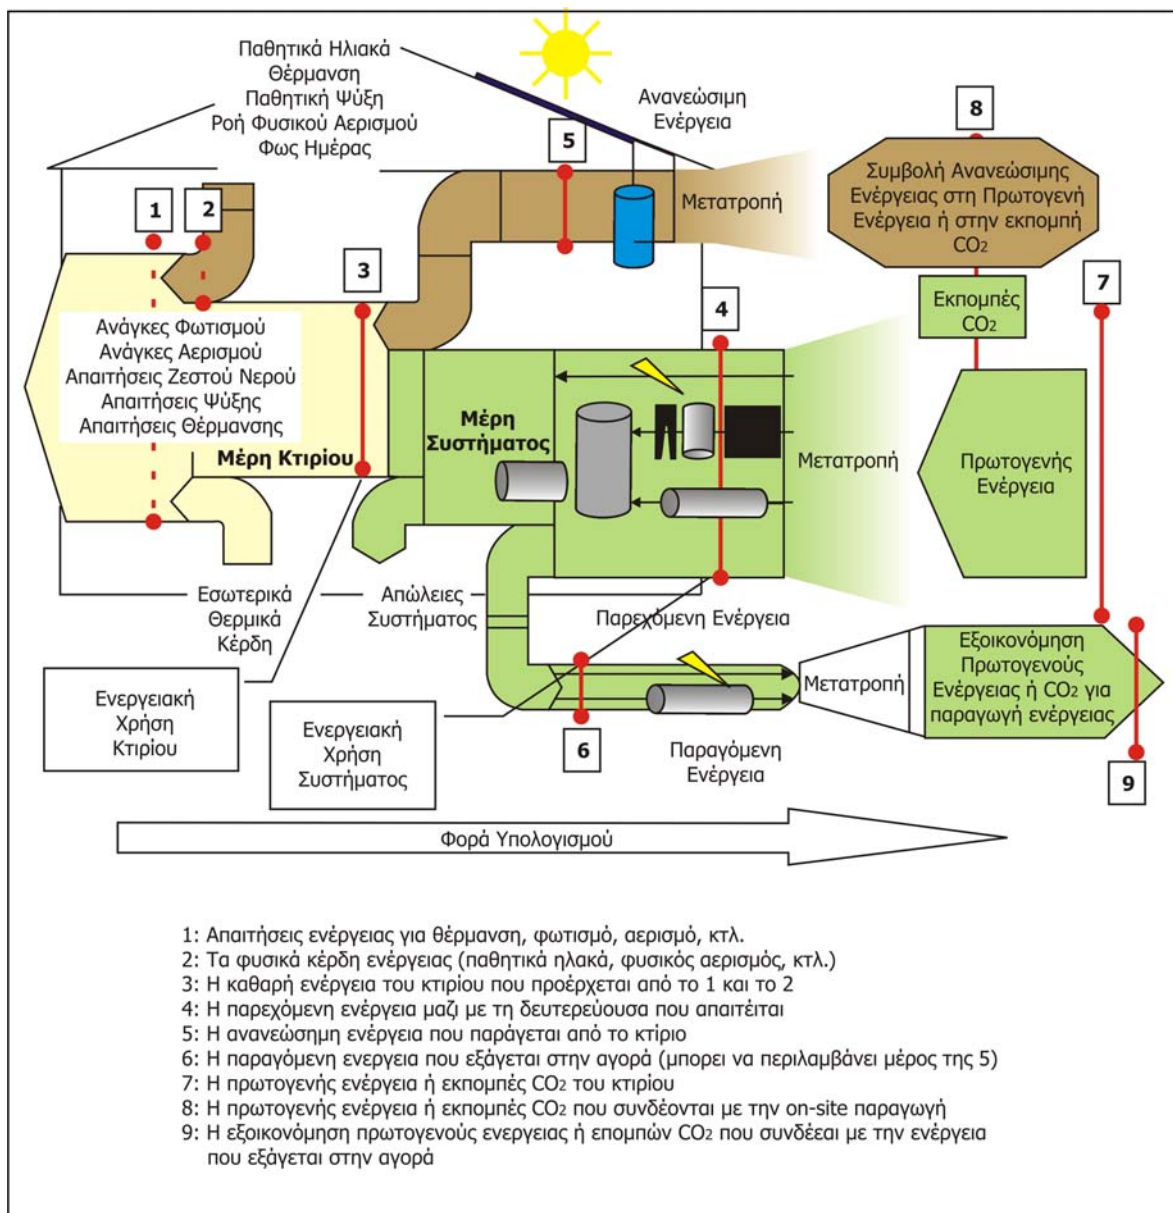 Παθητικά Ηλιακά
Θέρμανση
Παθητική Ψύξη
Ροή Φυσικού Αερισμού
Φως Ημέρας
Ανανεώσιμη
Ενέργεια
8
5
Συμβολή Ανανεώσιμης
Ενέργειας στη Πρωτογενή
Ενέργεια ή στην εκπομπή
CO2
Μετατροπή
1
2
3
4
7
Εκπομπές
CO2
Ανάγκες Φωτισμού
Ανάγκες Αερισμού
Απαιτήσεις Ζεστού Νερού
Απαιτήσεις Ψύξης
Απαιτήσεις Θέρμανσης
Μέρη Κτιρίου
Μέρη
Συστήματος
Μετατροπή
Πρωτογενής
Ενέργεια
Εσωτερικά
Θερμικά
Κέρδη
Απώλειες
Συστήματος
Παρεχόμενη Ενέργεια
Ενεργειακή
Χρήση
Κτιρίου
Ενεργειακή
Χρήση
Συστήματος
6
Παραγόμενη
Ενέργεια
Μετατροπή
Εξοικονόμηση
Πρωτογενούς
Ενέργειας ή CO2 για
παραγωγή ενέργειας
9
Φορά Υπολογισμού
1: Απαιτήσεις ενέργειας για θέρμανση, φωτισμό, αερισμό, κτλ.
2: Τα φυσικά κέρδη ενέργειας (παθητικά ηλακά, φυσικός αερισμός, κτλ.)
3: Η καθαρή ενέργεια του κτιρίου που προέρχεται από το 1 και το 2
4: Η παρεχόμενη ενέργεια μαζι με τη δευτερεύουσα που απαιτέιται
5: Η ανανεώσημη ενέργεια που παράγεται από το κτίριο
6: Η παραγόμενη ενεργεια που εξάγεται στην αγορά (μπορει να περιλαμβάνει μέρος της 5)
7: Η πρωτογενής ενέργεια ή εκπομπές CO2 του κτιρίου
8: Η πρωτογενής ενέργεια ή εκπομπές CO2 που συνδέονται με την on-site παραγωγή
9: Η εξοικονόμηση πρωτογενούς ενεργειας ή επομπών CO2 που συνδέεαι με την ενέργεια
που εξάγεται στην αγορά